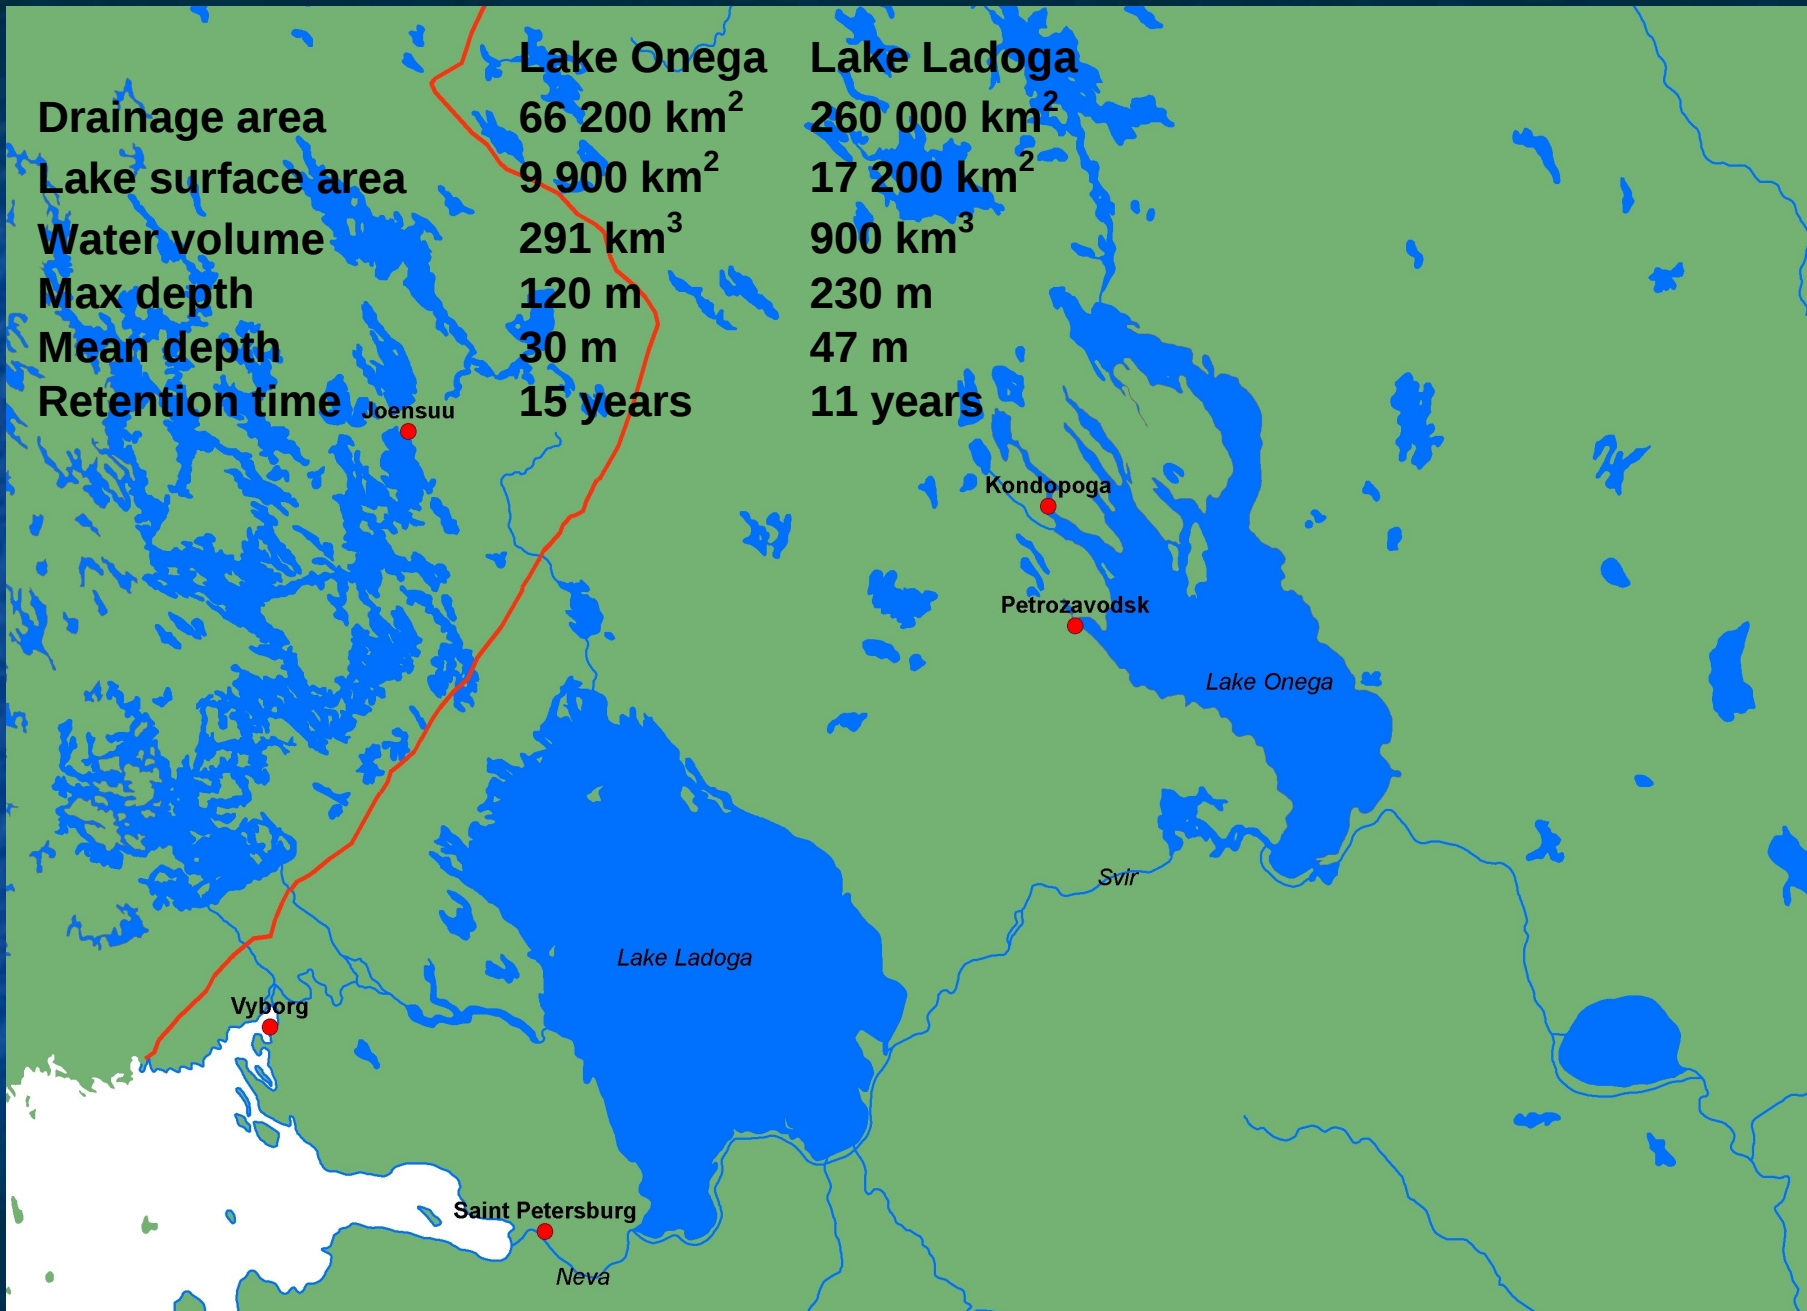 Lake Onega Lake Ladoga
Drainage area 66 200 km² 260 000 km²
Lake surface area 9 900 km² 17 200 km²
Water volume 291 km³ 900 km³
Max depth 120 m 230 m
Mean depth 30 m 47 m
Retention time 15 years 11 years
Joensuu
Kondopoga
Petrozavodsk
Lake Onega
Svir
Lake Ladoga
Vyborg
Saint Petersburg
Neva